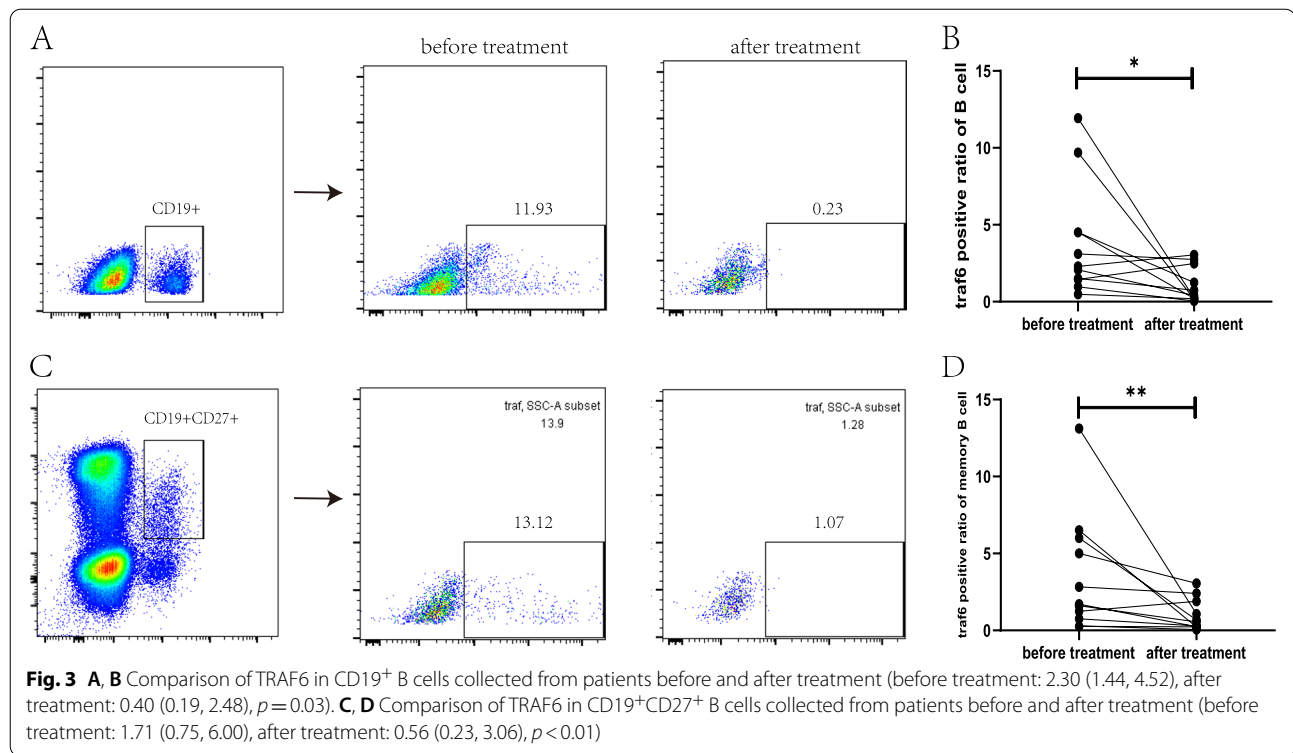 A
before treatment
after treatment
CD19+
11.93
0.23
B
traf6 positive ratio of B cell
15
10
5
0
*
before treatment after treatment
C
CD19+CD27+
traf, SSC-A subset
13.9
13.12
traf, SSC-A subset
1.28
1.07
D
traf6 positive ratio of memory B cell
15
10
5
0
**
before treatment after treatment
Fig. 3 A, B Comparison of TRAF6 in CD19+ B cells collected from patients before and after treatment (before treatment: 2.30 (1.44, 4.52), after
treatment: 0.40 (0.19, 2.48), p = 0.03). C, D Comparison of TRAF6 in CD19+CD27+ B cells collected from patients before and after treatment (before
treatment: 1.71 (0.75, 6.00), after treatment: 0.56 (0.23, 3.06), p < 0.01)